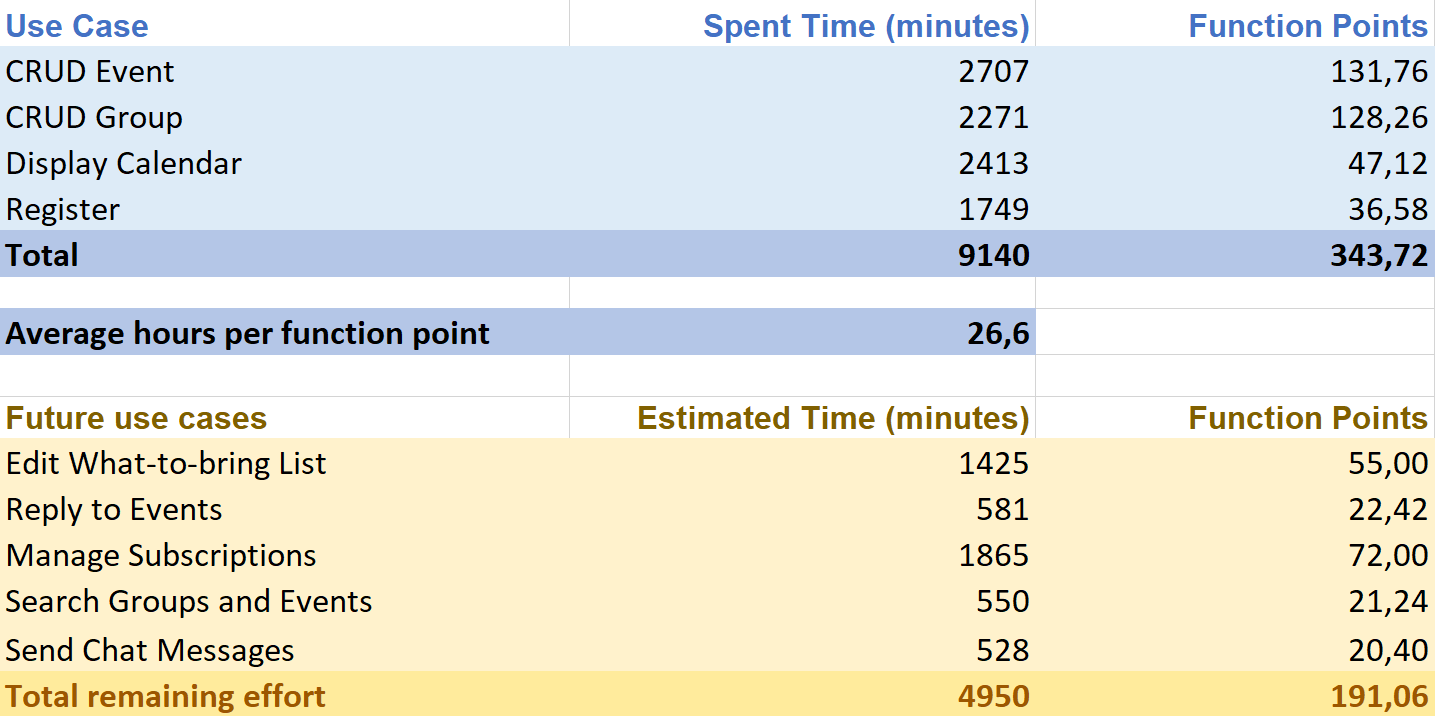 Use Case Spent Time (minutes) Function Points
CRUD Event 2707 131,76
CRUD Group 2271 128,26
Display Calendar 2413 47,12
Register 1749 36,58
Total 9140 343,72
Average hours per function point 26,6
Future use cases Estimated Time (minutes) Function Points
Edit What-to-bring List 1425 55,00
Reply to Events 581 22,42
Manage Subscriptions 1865 72,00
Search Groups and Events 550 21,24
Send Chat Messages 528 20,40
Total remaining effort 4950 191,06